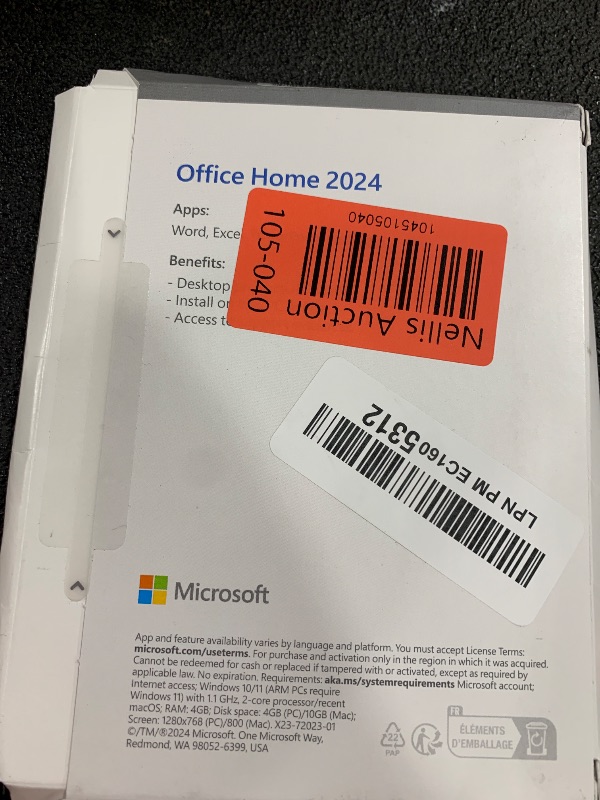 Office Home 2024
Apps:
Word, Exce
Benefits:
- Desktop
- Install or
- Access t
1045105040
105-040
Nellis Auction
LPN PM EC160 5312
Microsoft
App and feature availability varies by language and platform. You must accept License Terms:
microsoft.com/useterms. For purchase and activation only in the region in which it was acquired.
Cannot be redeemed for cash or replaced if tampered with or activated, except as required by
applicable law. No expiration. Requirements: aka.ms/systemrequirements Microsoft account;
Internet access; Windows 10/11 (ARM PCs require
Windows 11) with 1.1 GHz, 2-core processor/recent
macOS; RAM: 4GB; Disk space: 4GB (PC)/10GB (Mac);
Screen: 1280x768 (PC)/800 (Mac). X23-72023-01
©/TM/®2024 Microsoft. One Microsoft Way,
Redmond, WA 98052-6399, USA
22
PAP
FR
ÉLÉMENTS
D'EMBALLAGE